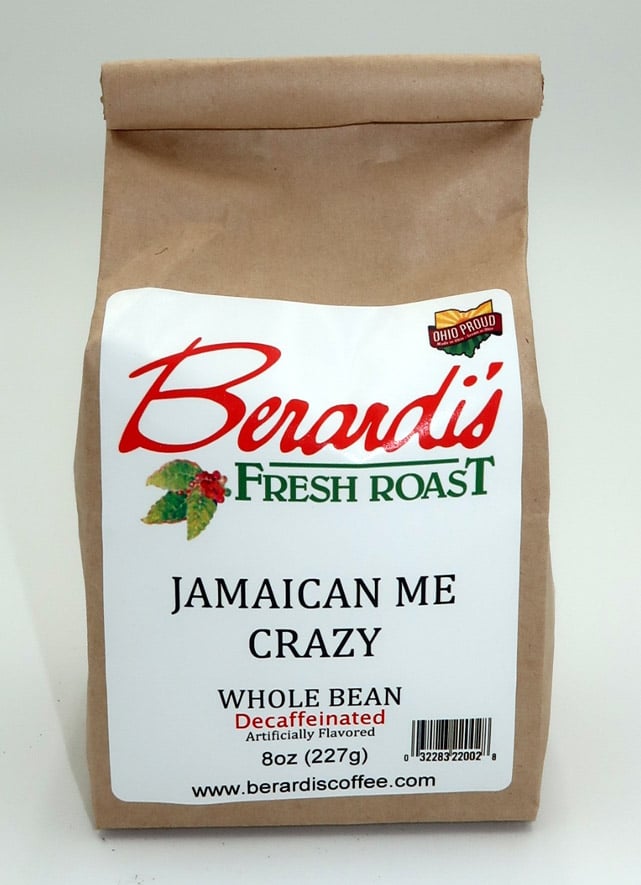 OHIO PROUD
Berardi's
FRESH ROAST
JAMAICAN ME
CRAZY
WHOLE BEAN
Decaffeinated
Artificially Flavored
8oz (227g)
0 32283 22002 8
www.berardiscoffee.com